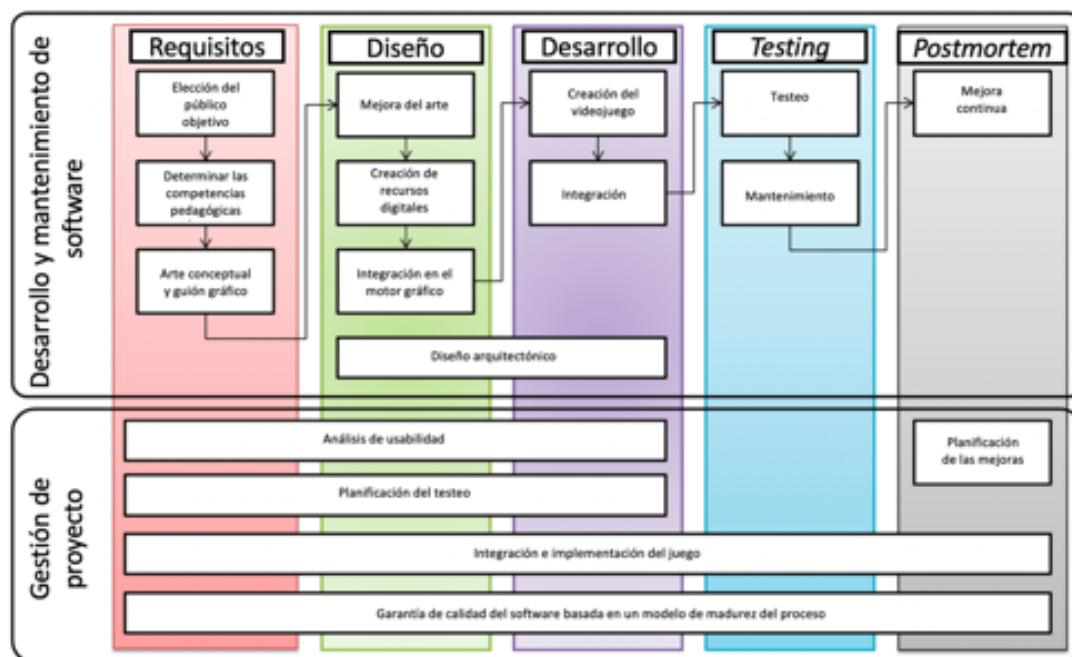 Desarrollo y mantenimiento de
software
Requisitos
Diseño
Desarrollo
Testing
Postmortem
Elección del
público
objetivo
Determinar las
competencias
pedagógicas
Arte conceptual
y guión gráfico
Mejora del arte
Creación de
recursos
digitales
Integración en el
motor gráfico
Creación del
videojuego
Integración
Testeo
Mantenimiento
Mejora
continua
Diseño arquitectónico
Gestión de
proyecto
Análisis de usabilidad
Planificación
de las mejoras
Planificación del testeo
Integración e implementación del juego
Garantía de calidad del software basada en un modelo de madurez del proceso